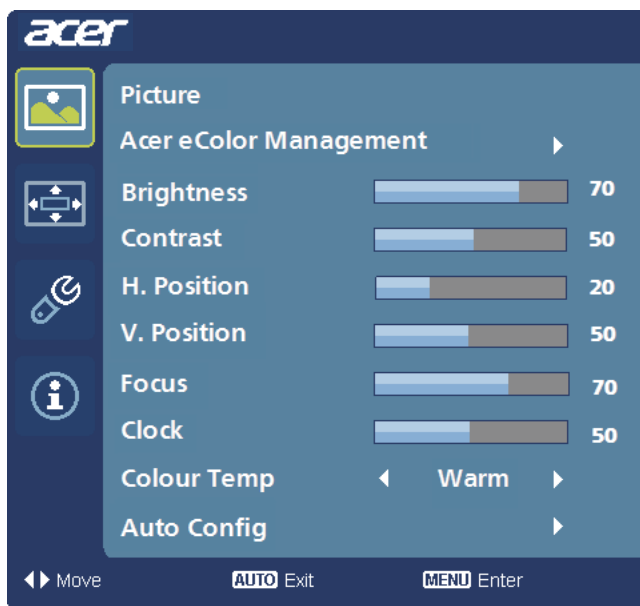 acer
Picture
Acer eColor Management
Brightness 70
Contrast 50
H. Position 20
V. Position 50
Focus 70
Clock 50
Colour Temp Warm
Auto Config
Move AUTO Exit MENU Enter